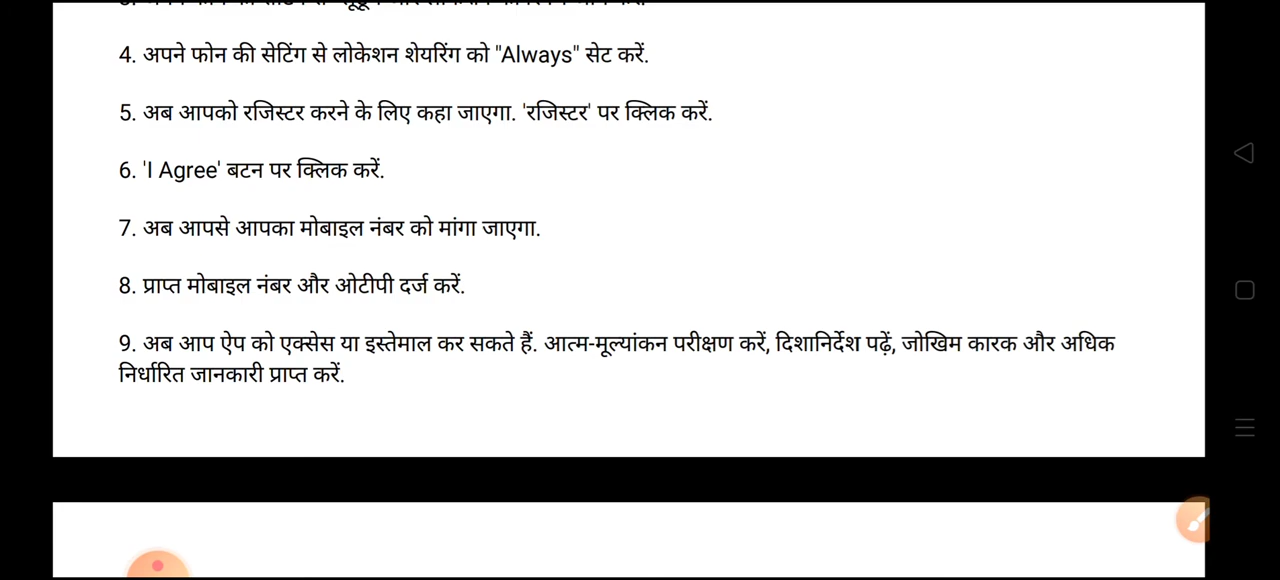 4. अपने फोन की सेटिंग से लोकेशन शेयरिंग को "Always" सेट करें.
5. अब आपको रजिस्टर करने के लिए कहा जाएगा. 'रजिस्टर' पर क्लिक करें.
6. 'I Agree' बटन पर क्लिक करें.
7. अब आपसे आपका मोबाइल नंबर को मांगा जाएगा.
8. प्राप्त मोबाइल नंबर और ओटीपी दर्ज करें.
9. अब आप ऐप को एक्सेस या इस्तेमाल कर सकते हैं. आत्म-मूल्यांकन परीक्षण करें, दिशानिर्देश पढ़ें, जोखिम कारक और अधिक
निर्धारित जानकारी प्राप्त करें.